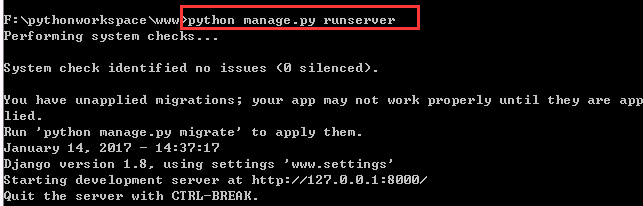 F:\pythonworkspace\www>python manage.py runserver
Performing system checks...
System check identified no issues (0 silenced).
You have unapplied migrations; your app may not work properly until they are app
lied.
Run 'python manage.py migrate' to apply them.
January 14, 2017 - 14:37:17
Django version 1.8, using settings 'www.settings'
Starting development server at http://127.0.0.1:8000/
Quit the server with CTRL-BREAK.